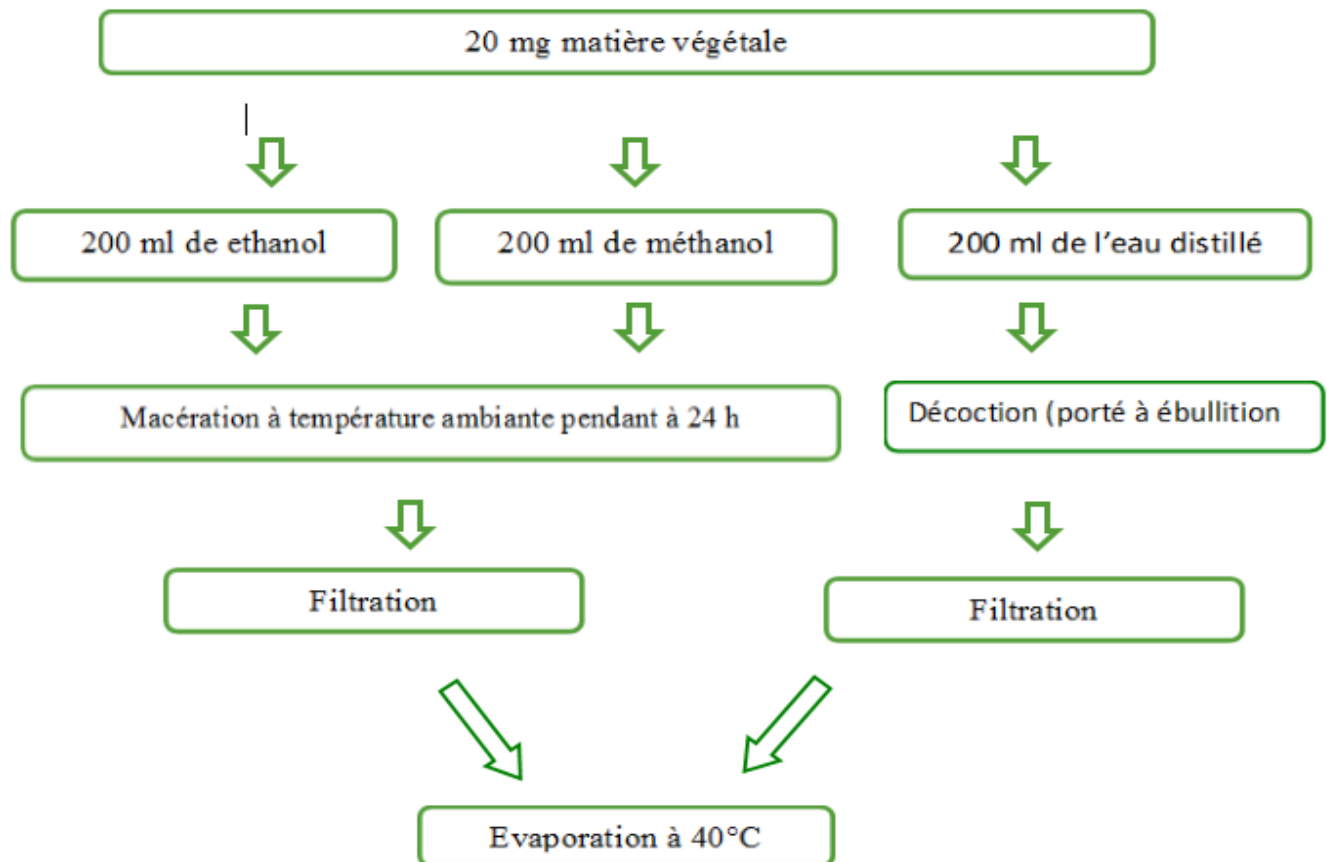 20 mg matière végétale
200 ml de ethanol
200 ml de méthanol
200 ml de l’eau distillé
Macération à température ambiante pendant à 24 h
Décoction (porté à ébullition
Filtration
Filtration
Evaporation à 40°C